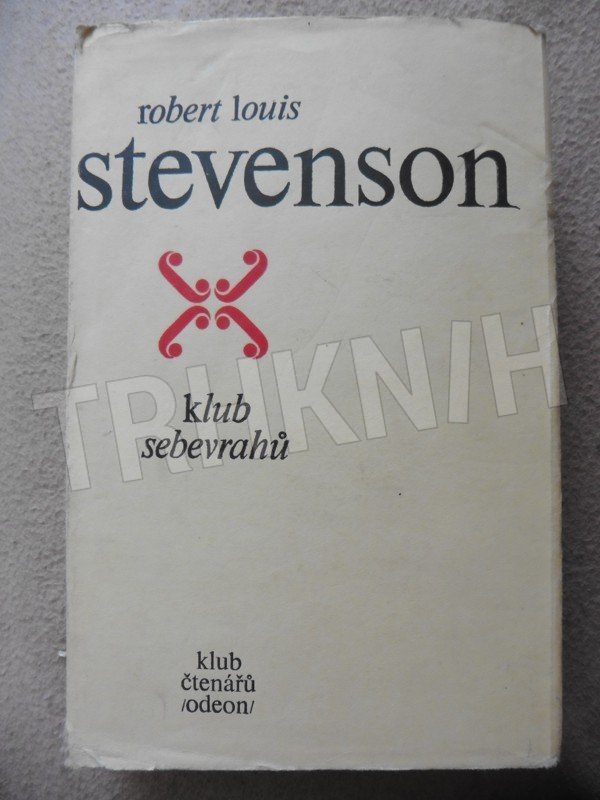 robert louis
stevenson
klub
sebevrahů
klub
čtenářů
/odeon/
TRHKNIH